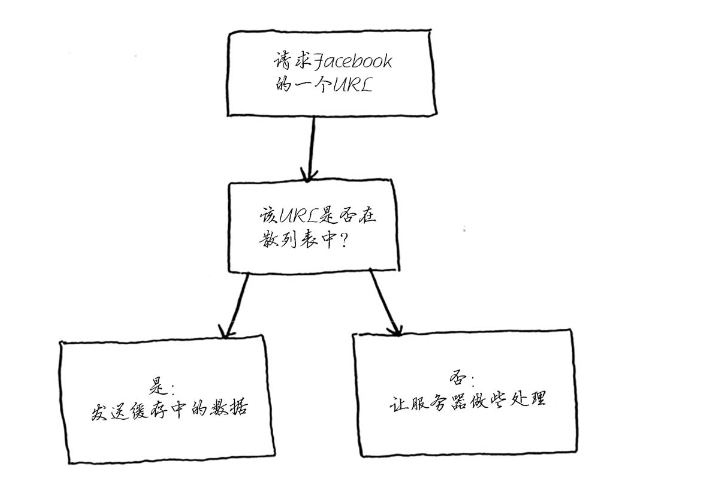 请求Facebook
的一个URL
该URL是否在
散列表中？
是：
发送缓存中的数据
否：
让服务器做些处理